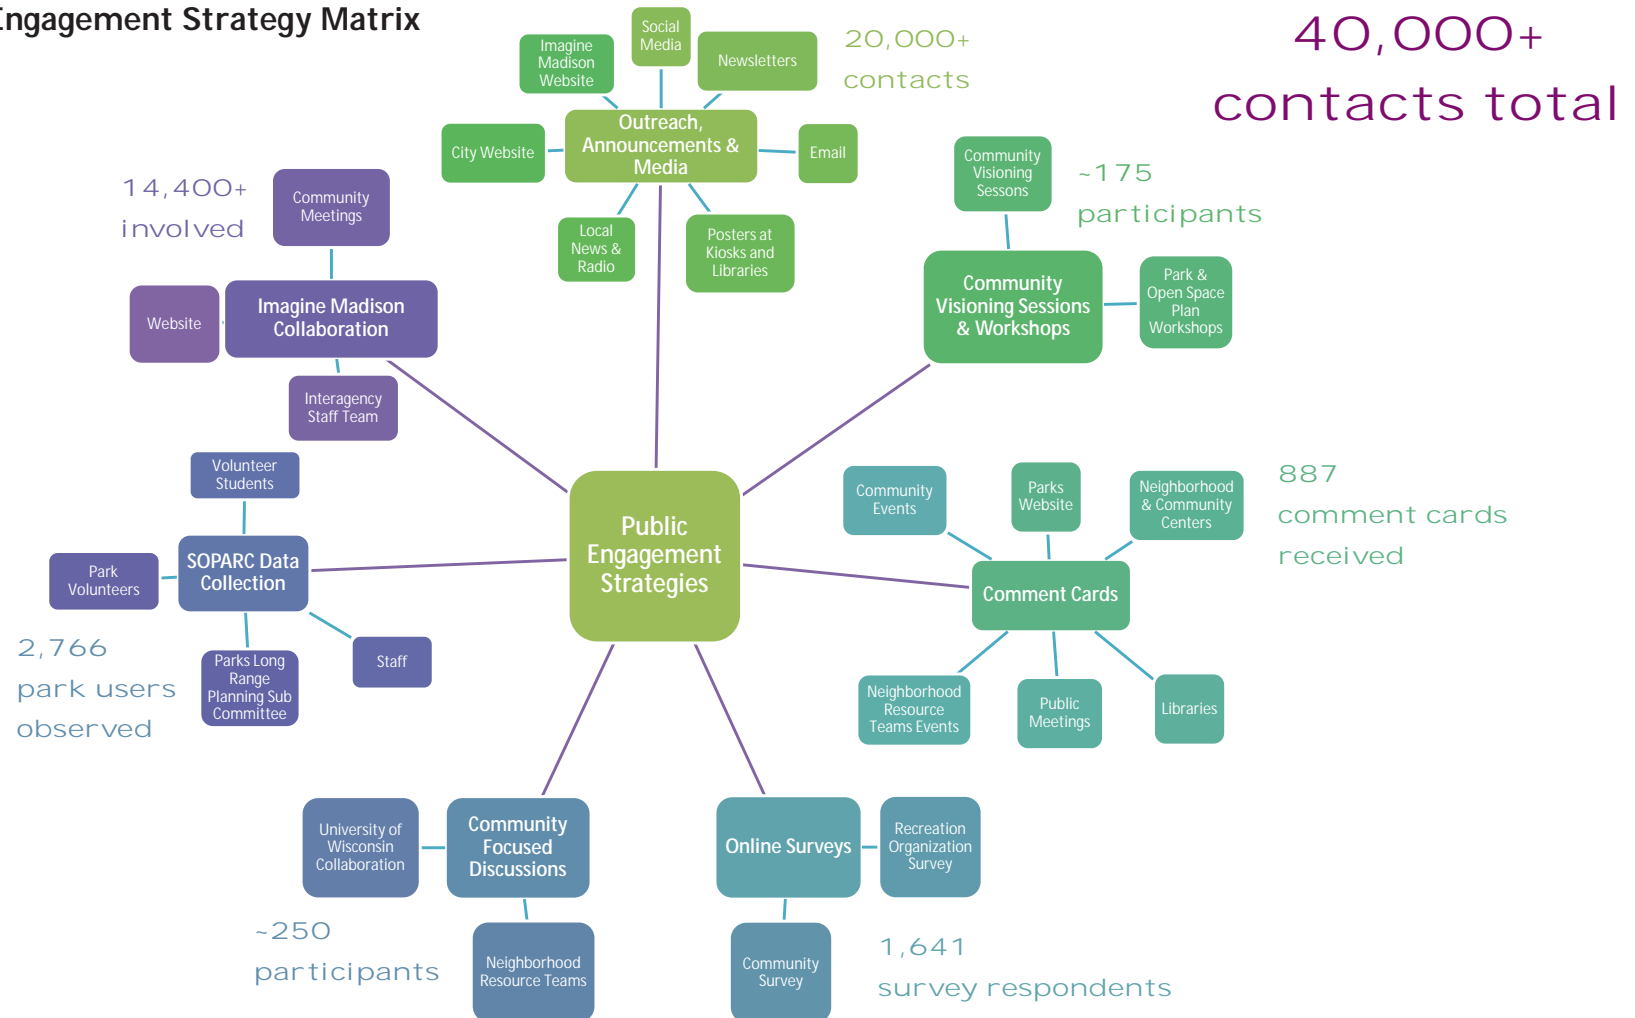 Engagement Strategy Matrix
40,000+
contacts total
Social
Media
Imagine
Madison
Website
Newsletters
20,000+
contacts
City Website
Outreach,
Announcements &
Media
Email
Local
News &
Radio
Posters at
Kiosks and
Libraries
Community
Visioning
Sessons
~175
participants
Community
Visioning Sessions
& Workshops
Park &
Open Space
Plan
Workshops
14,400+
involved
Community
Meetings
Website
Imagine Madison
Collaboration
Interagency
Staff Team
Volunteer
Students
Park
Volunteers
SOPARC Data
Collection
Parks Long
Range
Planning Sub
Committee
Staff
2,766
park users
observed
Public
Engagement
Strategies
Community
Events
Parks
Website
Neighborhood
& Community
Centers
887
comment cards
received
Comment Cards
Neighborhood
Resource
Teams Events
Public
Meetings
Libraries
University of
Wisconsin
Collaboration
Community
Focused
Discussions
~250
participants
Neighborhood
Resource Teams
Online Surveys
Recreation
Organization
Survey
Community
Survey
1,641
survey respondents